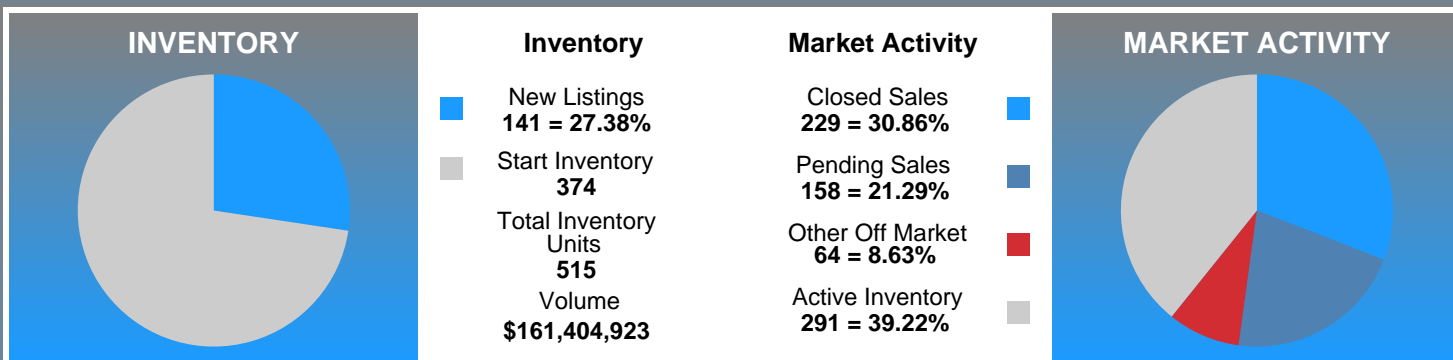 INVENTORY
Inventory
New Listings
141 = 27.38%
Start Inventory
374
Total Inventory
Units
515
Volume
$161,404,923
Market Activity
Closed Sales
229 = 30.86%
Pending Sales
158 = 21.29%
Other Off Market
64 = 8.63%
Active Inventory
291 = 39.22%
MARKET ACTIVITY